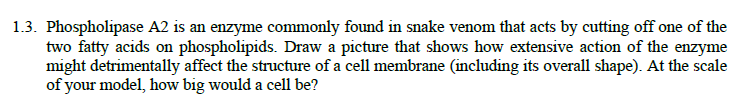 1.3. Phospholipase A2 is an enzyme commonly found in snake venom that acts by cutting off one of the
two fatty acids on phospholipids. Draw a picture that shows how extensive action of the enzyme
might detrimentally affect the structure of a cell membrane (including its overall shape). At the scale
of your model, how big would a cell be?